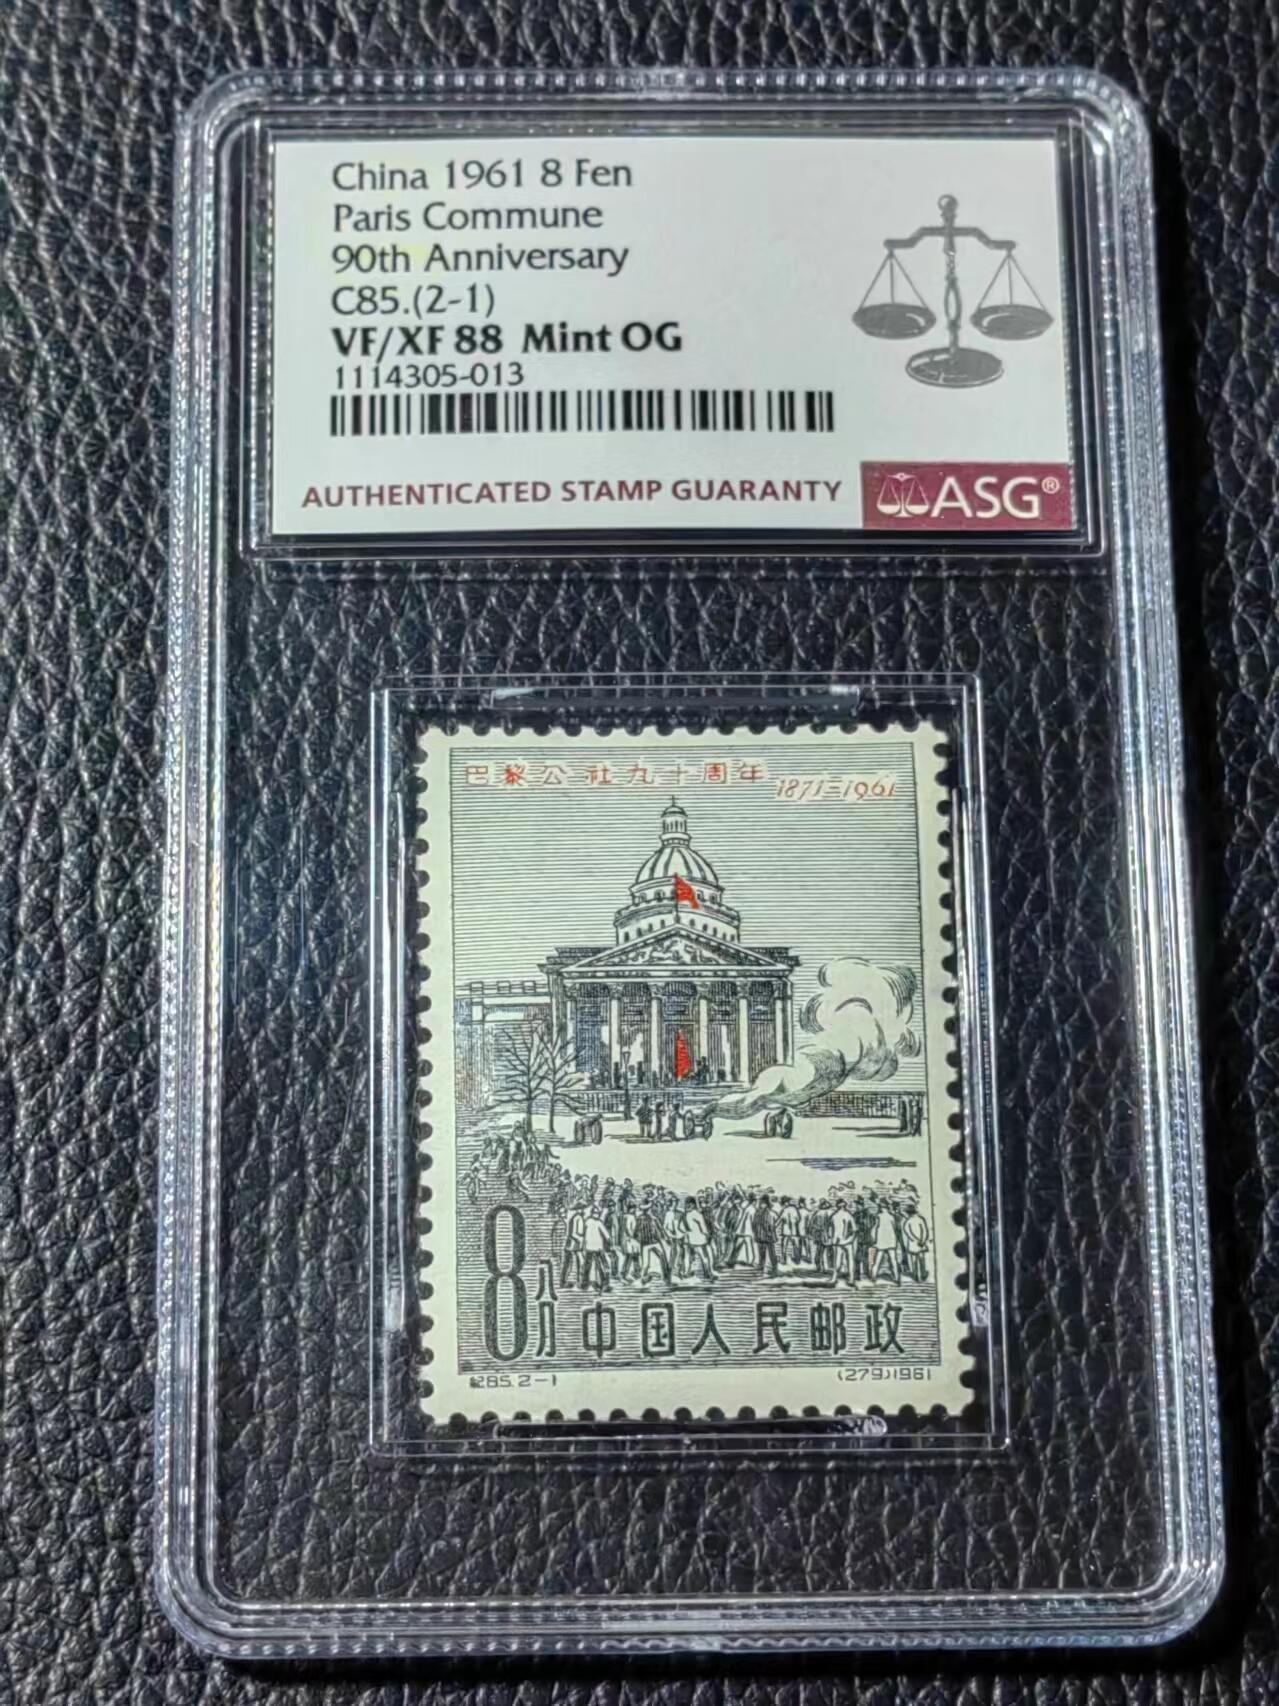 China 1961 8 Fen
Paris Commune
90th Anniversary
C85.(2-1)
VF/XF 88 Mint OG
1114305-013
AUTHENTICATED STAMP GUARANTY
ASG®
巴黎公社九十周年 1871-1961
8八分 中国人民邮政
纪85.2-1 (279)1961